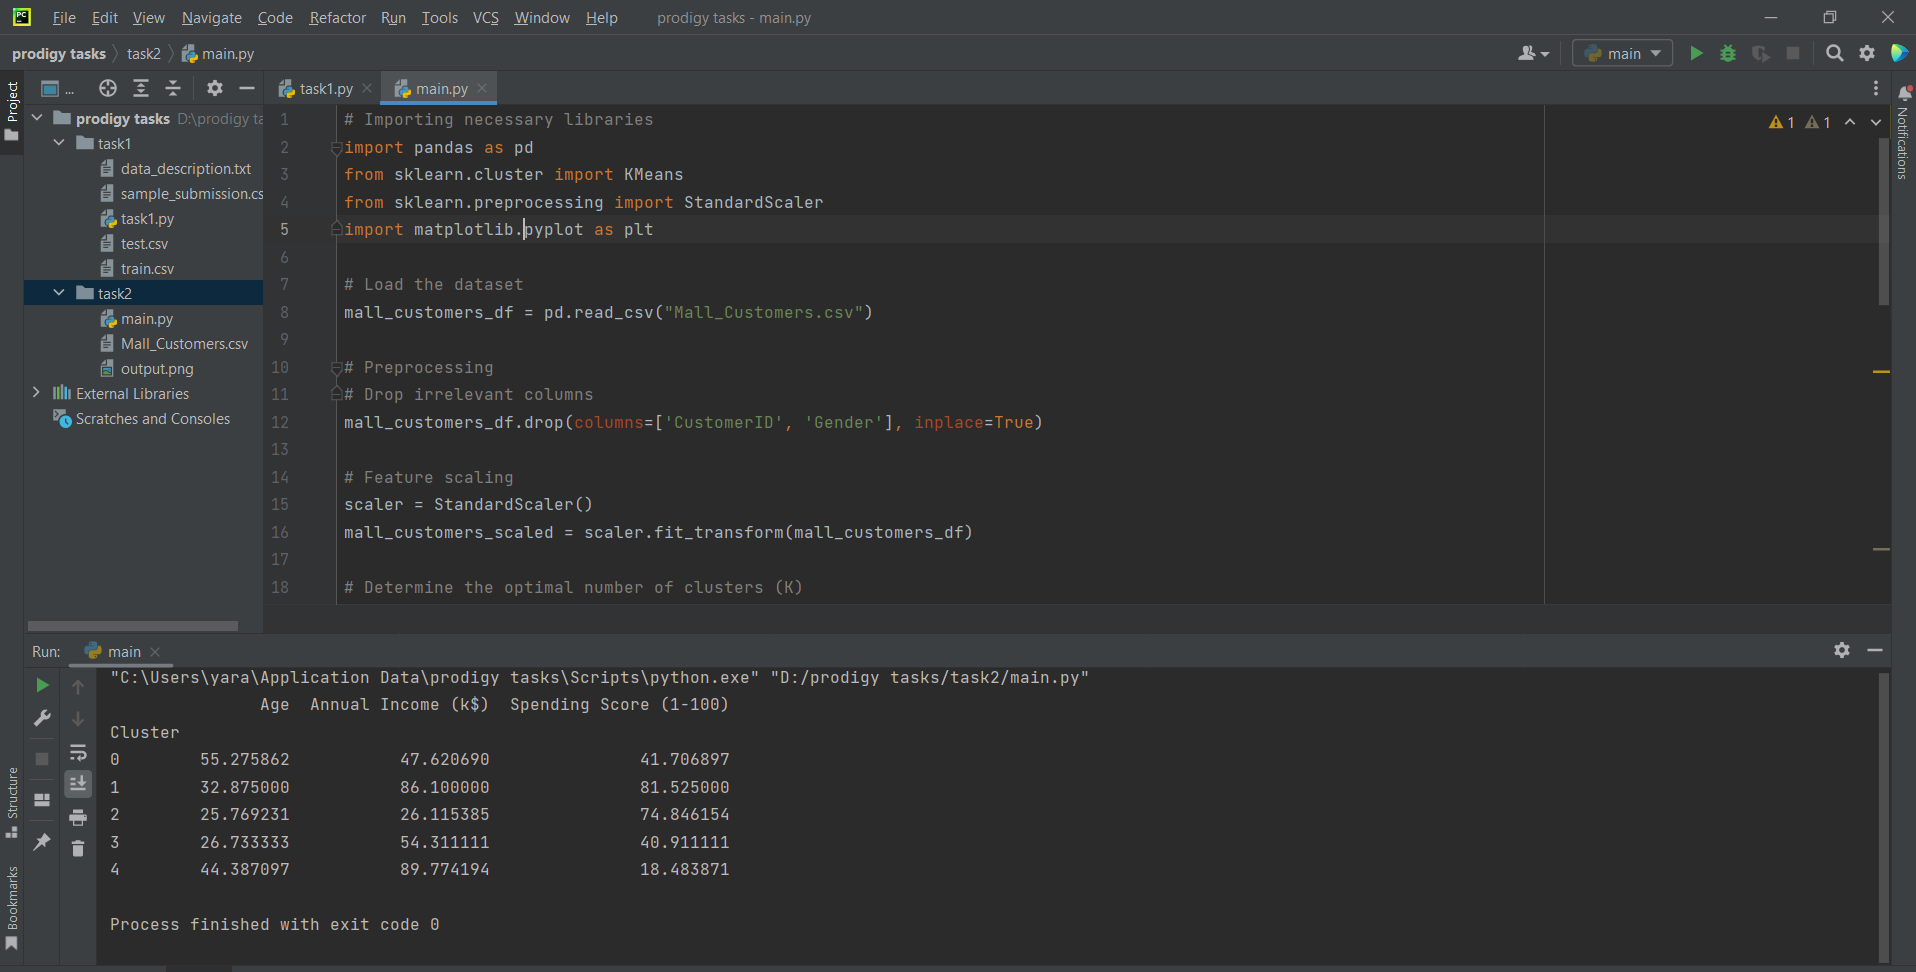 PC File Edit View Navigate Code Refactor Run Tools VCS Window Help prodigy tasks - main.py
prodigy tasks task2 main.py main
Project
... task1.py main.py
prodigy tasks D:\prodigy ta
task1
data_description.txt
sample_submission.cs
task1.py
test.csv
train.csv
task2
main.py
Mall_Customers.csv
output.png
External Libraries
Scratches and Consoles
1 # Importing necessary libraries
2 import pandas as pd
3 from sklearn.cluster import KMeans
4 from sklearn.preprocessing import StandardScaler
5 import matplotlib.pyplot as plt
6
7 # Load the dataset
8 mall_customers_df = pd.read_csv("Mall_Customers.csv")
9
10 # Preprocessing
11 # Drop irrelevant columns
12 mall_customers_df.drop(columns=['CustomerID', 'Gender'], inplace=True)
13
14 # Feature scaling
15 scaler = StandardScaler()
16 mall_customers_scaled = scaler.fit_transform(mall_customers_df)
17
18 # Determine the optimal number of clusters (K)
1 1
Notifications
Run: main
"C:\Users\yara\Application Data\prodigy tasks\Scripts\python.exe" "D:/prodigy tasks/task2/main.py"
Age Annual Income (k$) Spending Score (1-100)
Cluster
0 55.275862 47.620690 41.706897
1 32.875000 86.100000 81.525000
2 25.769231 26.115385 74.846154
3 26.733333 54.311111 40.911111
4 44.387097 89.774194 18.483871
Process finished with exit code 0
Structure
Bookmarks